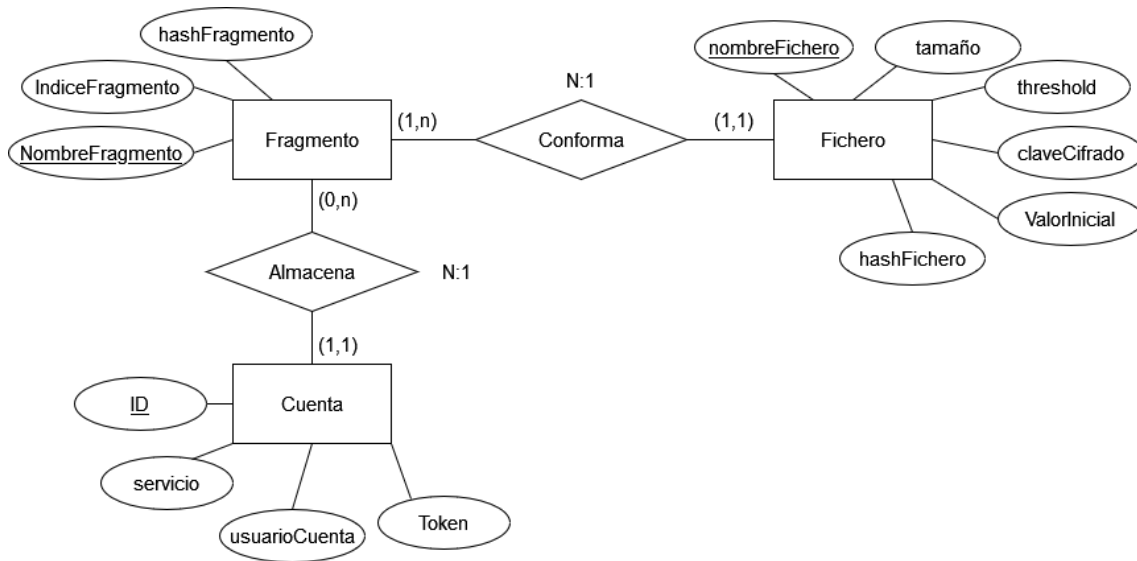 hashFragmento
nombreFichero
tamaño
IndiceFragmento
N:1
threshold
NombreFragmento
Fragmento
(1,n)
Conforma
(1,1)
Fichero
claveCifrado
(0,n)
ValorInicial
hashFichero
Almacena
N:1
(1,1)
ID
Cuenta
servicio
usuarioCuenta
Token